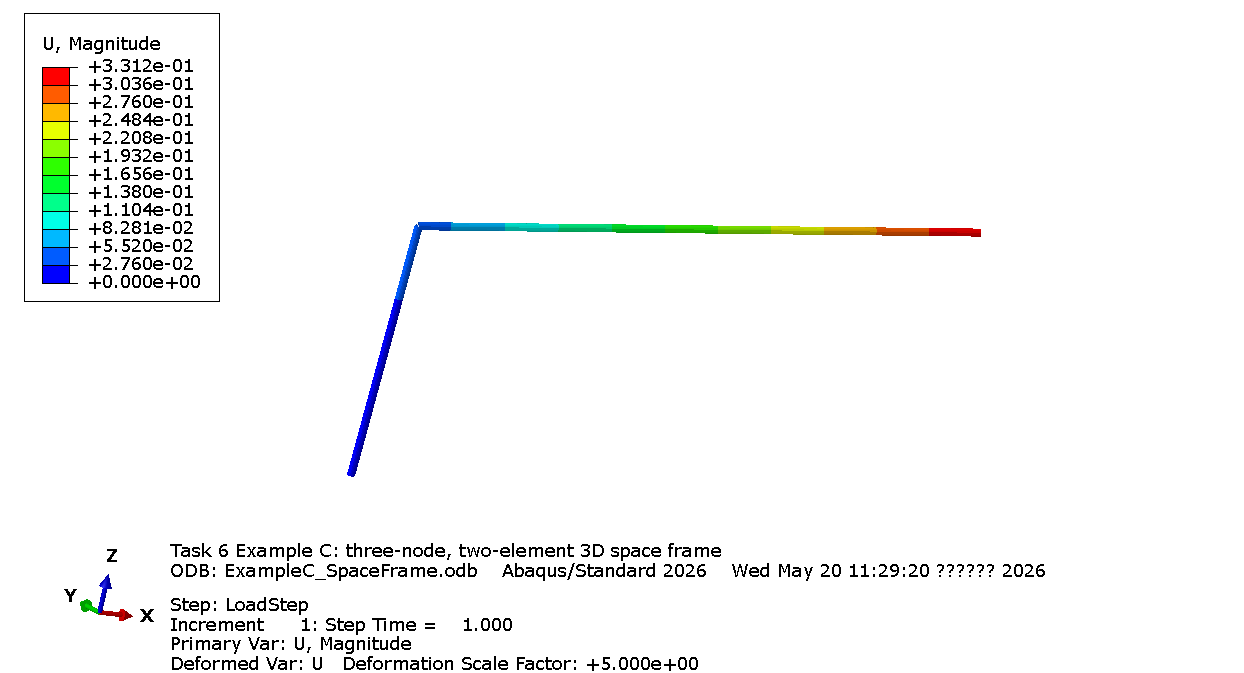 U, Magnitude
+3.312e-01
+3.036e-01
+2.760e-01
+2.484e-01
+2.208e-01
+1.932e-01
+1.656e-01
+1.380e-01
+1.104e-01
+8.281e-02
+5.520e-02
+2.760e-02
+0.000e+00
Z
Y
X
Task 6 Example C: three-node, two-element 3D space frame
ODB: ExampleC_SpaceFrame.odb    Abaqus/Standard 2026    Wed May 20 11:29:20 ?????? 2026
Step: LoadStep
Increment      1: Step Time =    1.000
Primary Var: U, Magnitude
Deformed Var: U   Deformation Scale Factor: +5.000e+00